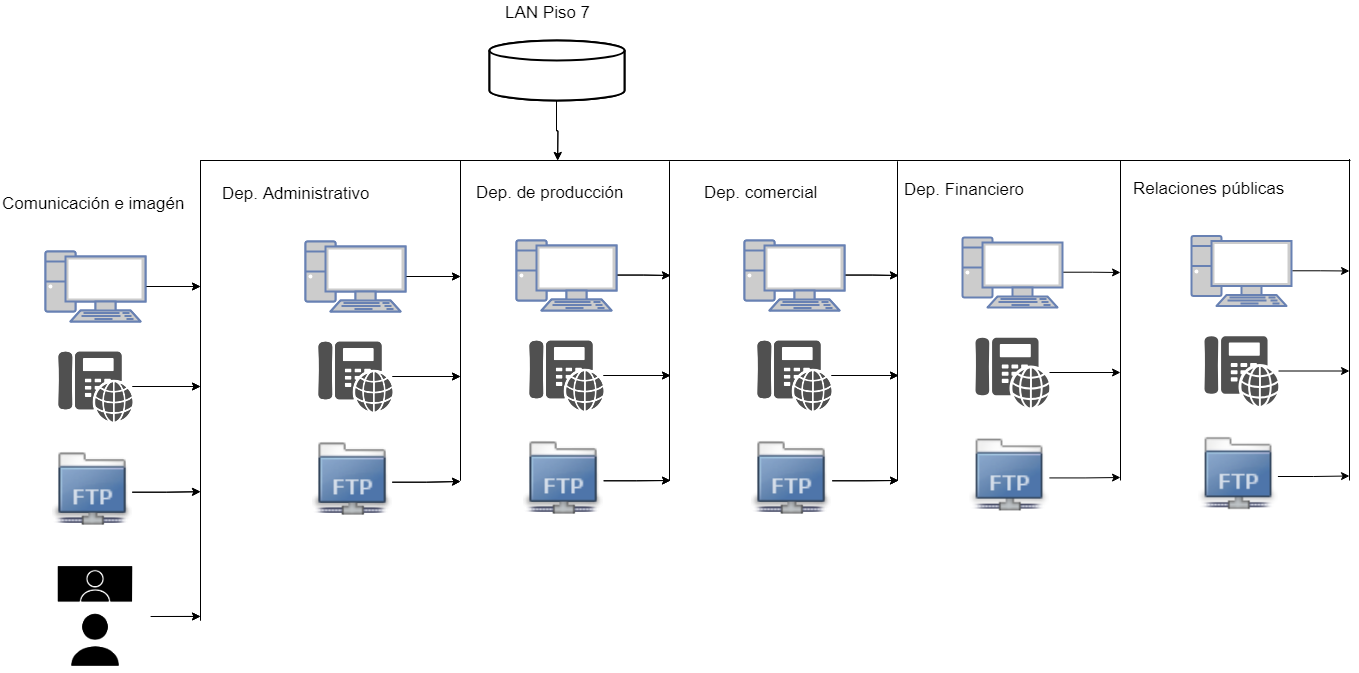 LAN Piso 7
Comunicación e imagén
Dep. Administrativo
Dep. de producción
Dep. comercial
Dep. Financiero
Relaciones públicas
FTP
FTP
FTP
FTP
FTP
FTP